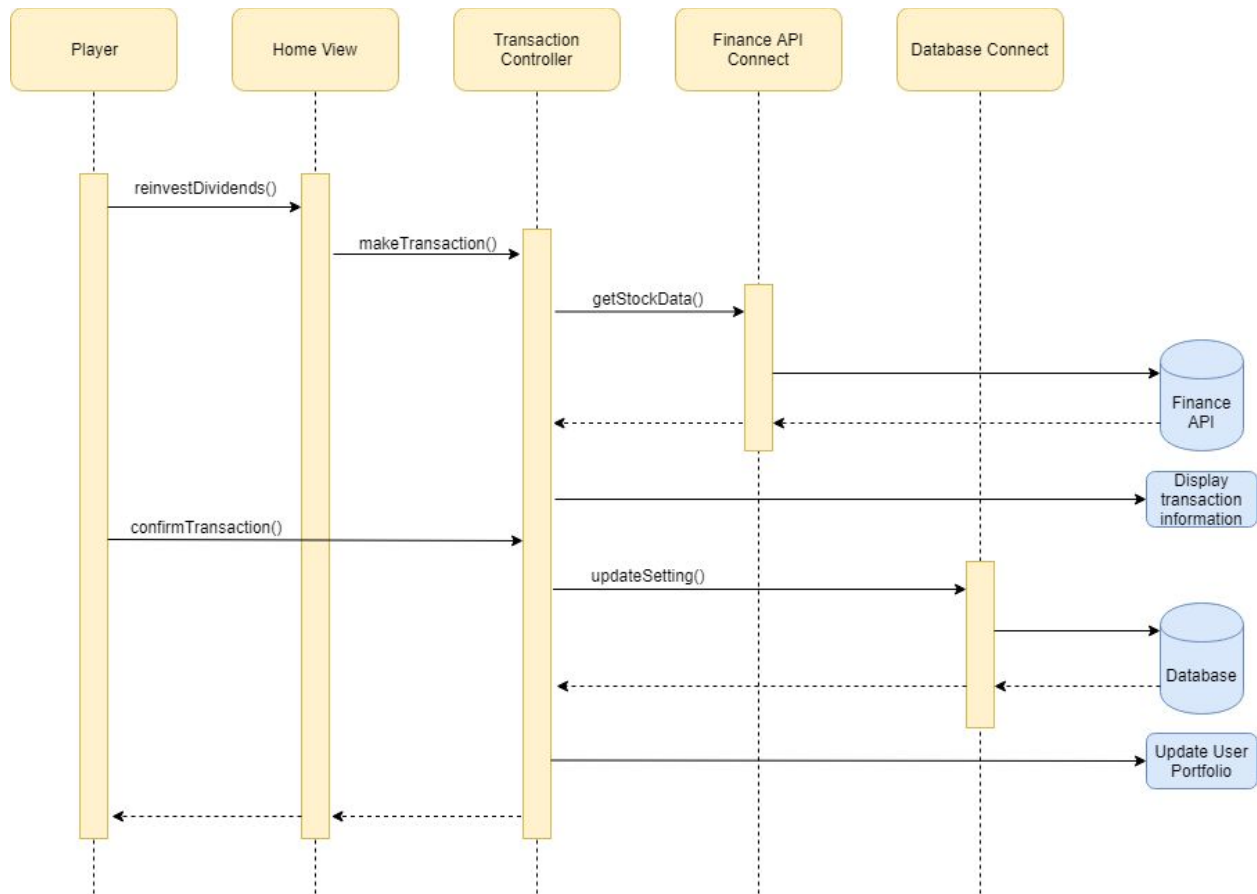 Player
Home View
Transaction
Controller
Finance API
Connect
Database Connect
reinvestDividends()
makeTransaction()
getStockData()
Finance
API
Display
transaction
information
confirmTransaction()
updateSetting()
Database
Update User
Portfolio